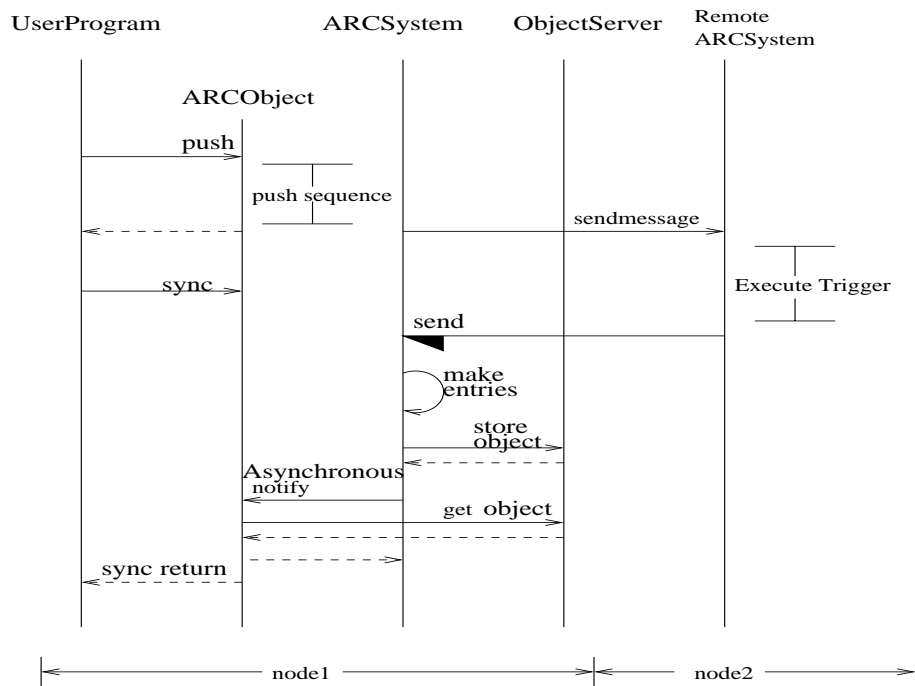 UserProgram
ARCSystem
ObjectServer
Remote
ARCSystem
ARCObject
push
push sequence
sendmessage
sync
Execute Trigger
send
make
entries
store
object
Asynchronous
notify
get object
sync return
node1
node2